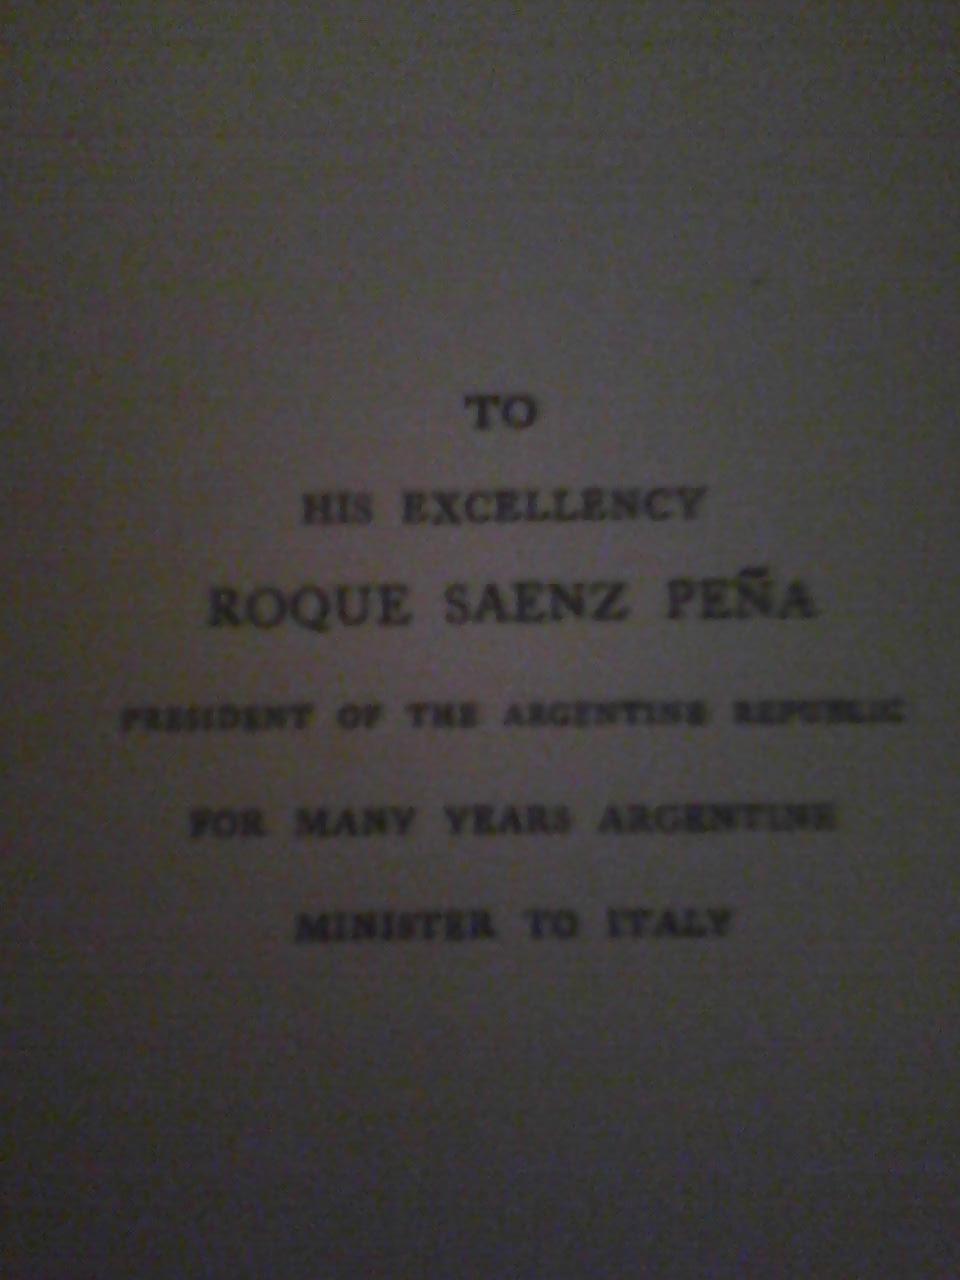 TO
HIS EXCELLENCY
ROQUE SAENZ PEÑA
PRESIDENT OF THE ARGENTINE REPUBLIC
FOR MANY YEARS ARGENTINE
MINISTER TO ITALY